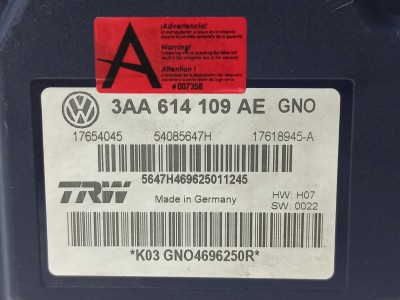 ¡Advertencia!
Warning!
A
#007358
3AA 614 109 AE GNO
17654045 54085647H 17618945-A
5647H469625011245
TRW
Made in Germany
HW: H07
SW: 0022
*K03 GNO4696250R*